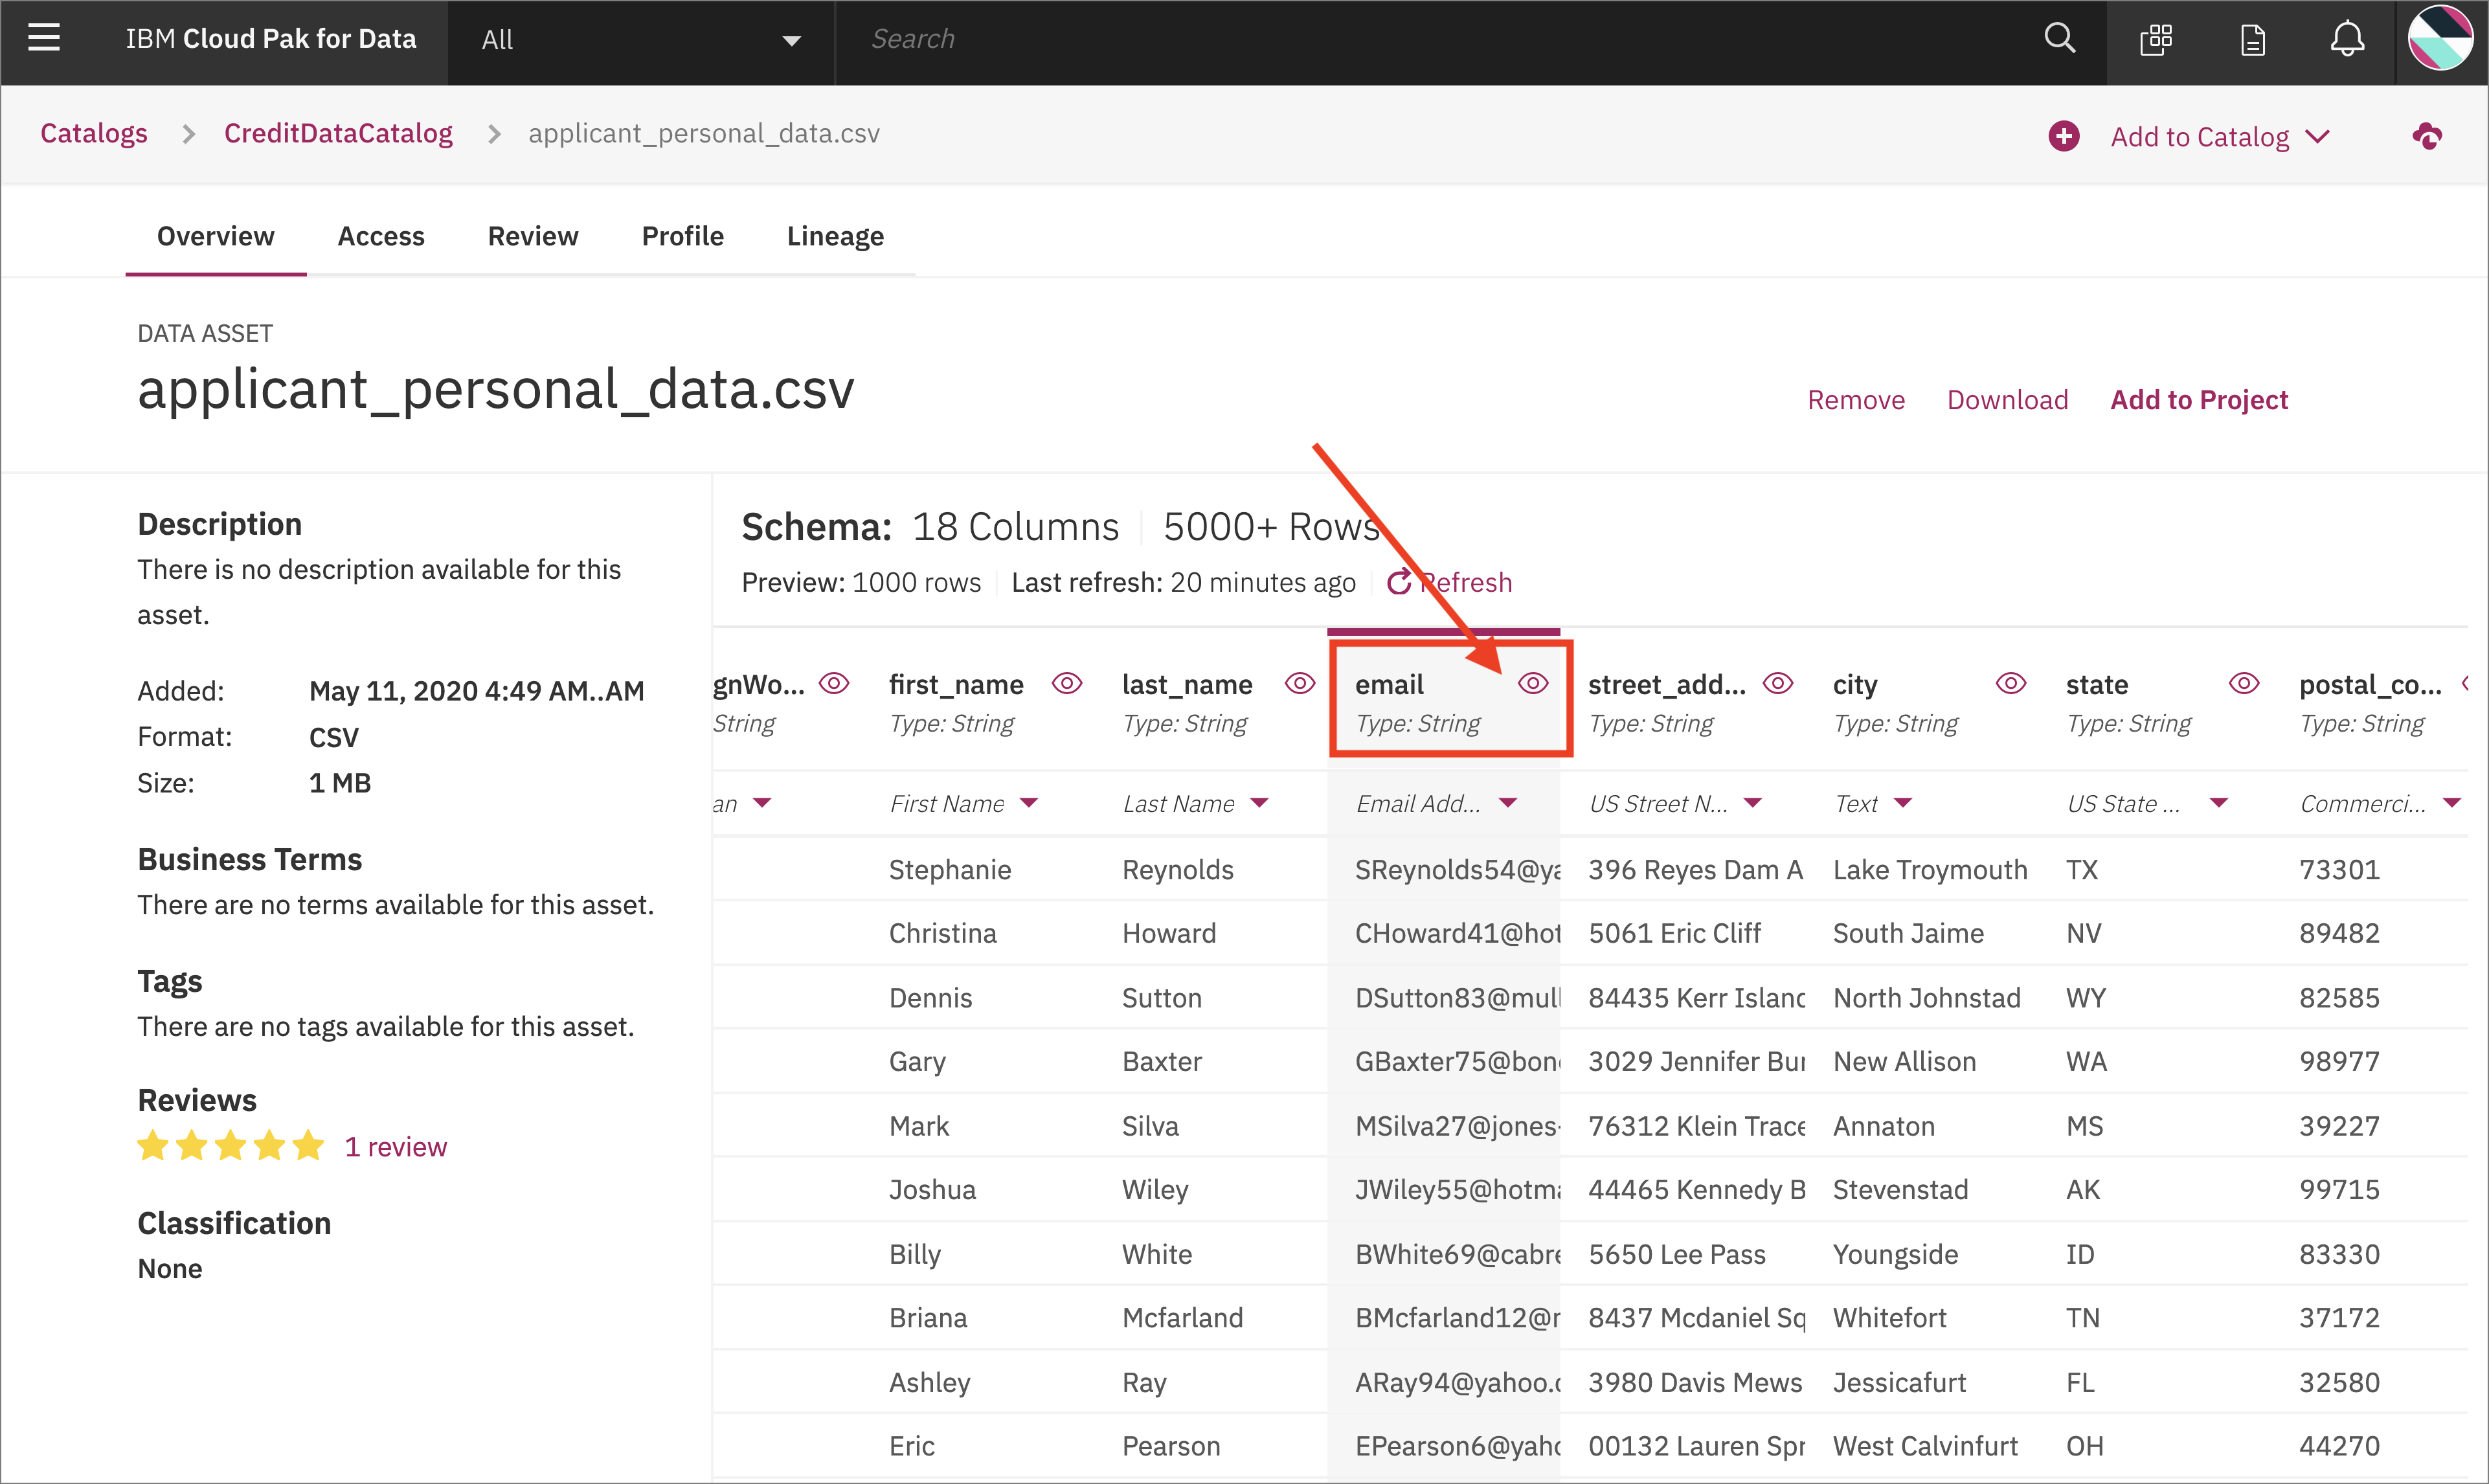 IBM Cloud Pak for Data All Search
Catalogs CreditDataCatalog applicant_personal_data.csv Add to Catalog
Overview Access Review Profile Lineage
DATA ASSET
applicant_personal_data.csv
Remove Download Add to Project
Description
There is no description available for this
asset.
Added: May 11, 2020 4:49 AM..AM
Format: CSV
Size: 1 MB
Business Terms
There are no terms available for this asset.
Tags
There are no tags available for this asset.
Reviews
1 review
Classification
None
Schema: 18 Columns 5000+ Rows
Preview: 1000 rows Last refresh: 20 minutes ago Refresh
gnWo... first_name last_name email street_add... city state postal_co...
String Type: String Type: String Type: String Type: String Type: String Type: String Type: String
an First Name Last Name Email Add... US Street N... Text US State ... Commerci...
Stephanie Reynolds SReynolds54@ya 396 Reyes Dam A Lake Troymouth TX 73301
Christina Howard CHoward41@hot 5061 Eric Cliff South Jaime NV 89482
Dennis Sutton DSutton83@mull 84435 Kerr Islanc North Johnstad WY 82585
Gary Baxter GBaxter75@bon 3029 Jennifer Bur New Allison WA 98977
Mark Silva MSilva27@jones- 76312 Klein Trace Annaton MS 39227
Joshua Wiley JWiley55@hotma 44465 Kennedy B Stevenstad AK 99715
Billy White BWhite69@cabre 5650 Lee Pass Youngside ID 83330
Briana Mcfarland BMcfarland12@r 8437 Mcdaniel Sq Whitefort TN 37172
Ashley Ray ARay94@yahoo.c 3980 Davis Mews Jessicafurt FL 32580
Eric Pearson EPearson6@yaho 00132 Lauren Spr West Calvinfurt OH 44270